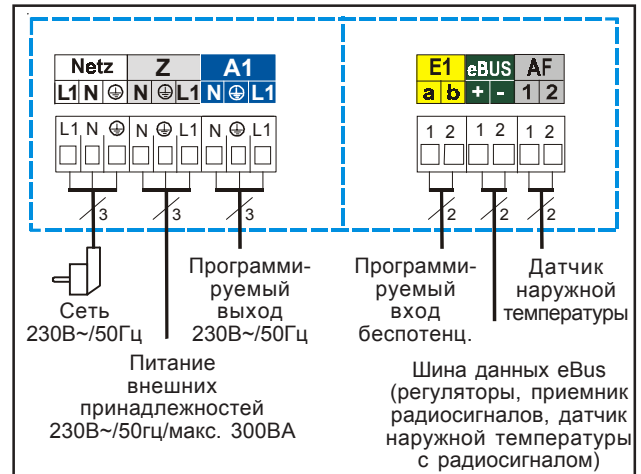 Netz Z A1 E1 eBUS AF
L1 N ⏚ N ⏚ L1 N ⏚ L1 a b + - 1 2
L1 N ⏚ N ⏚ L1 N ⏚ L1 1 2 1 2 1 2
3 3 3 2 2 2
Сеть
230В~/50Гц
Программи-
руемый
выход
230В~/50Гц
Питание
внешних
принадлежностей
230В~/50гц/макс. 300ВА
Программи-
руемый
вход
беспотенц.
Датчик
наружной
температуры
Шина данных eBus
(регуляторы, приемник
радиосигналов, датчик
наружной температуры
с радиосигналом)